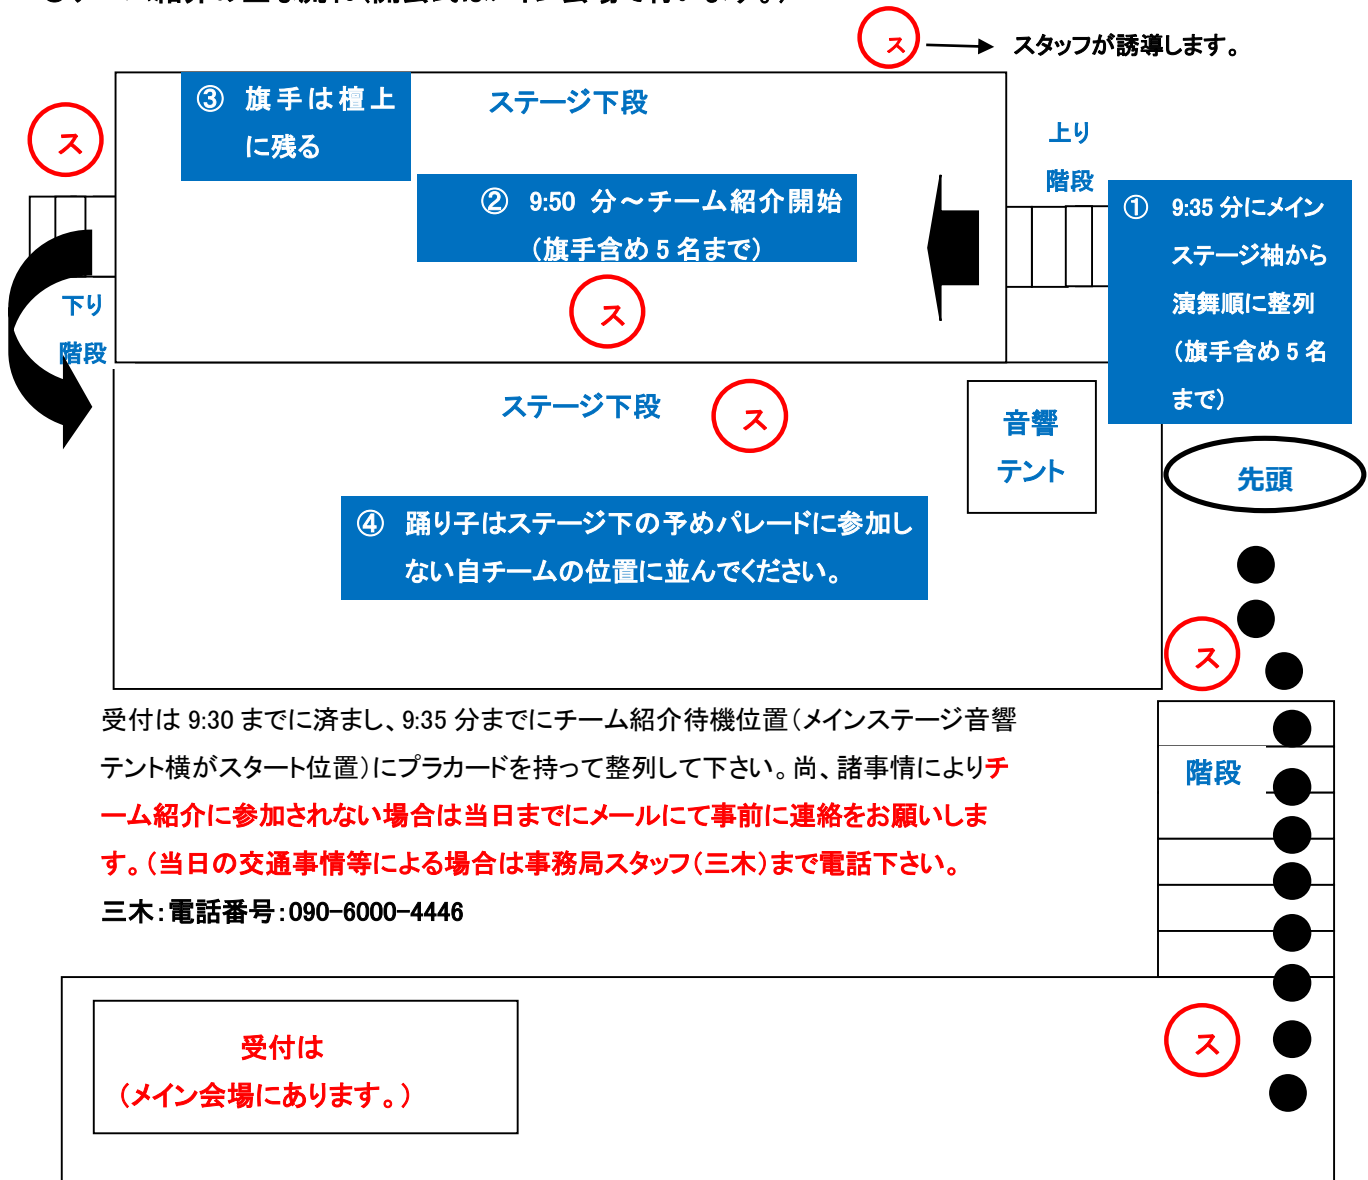 ス
スタッフが誘導します。
③ 旗手は檀上
に残る
ステージ下段
ス
上り
階段
② 9:50 分～チーム紹介開始
（旗手含め 5 名まで）
① 9:35 分にメイン
ステージ袖から
演舞順に整列
（旗手含め 5 名
まで）
ス
下り
階段
ステージ下段
ス
音響
テント
先頭
④ 踊り子はステージ下の予めパレードに参加し
ない自チームの位置に並んでください。
ス
受付は 9:30 までに済まし、9:35 分までにチーム紹介待機位置（メインステージ音響
テント横がスタート位置）にプラカードを持って整列して下さい。尚、諸事情によりチ
ーム紹介に参加されない場合は当日までにメールにて事前に連絡をお願いしま
す。（当日の交通事情等による場合は事務局スタッフ（三木）まで電話下さい。
三木：電話番号：090-6000-4446
階段
受付は
（メイン会場にあります。）
ス